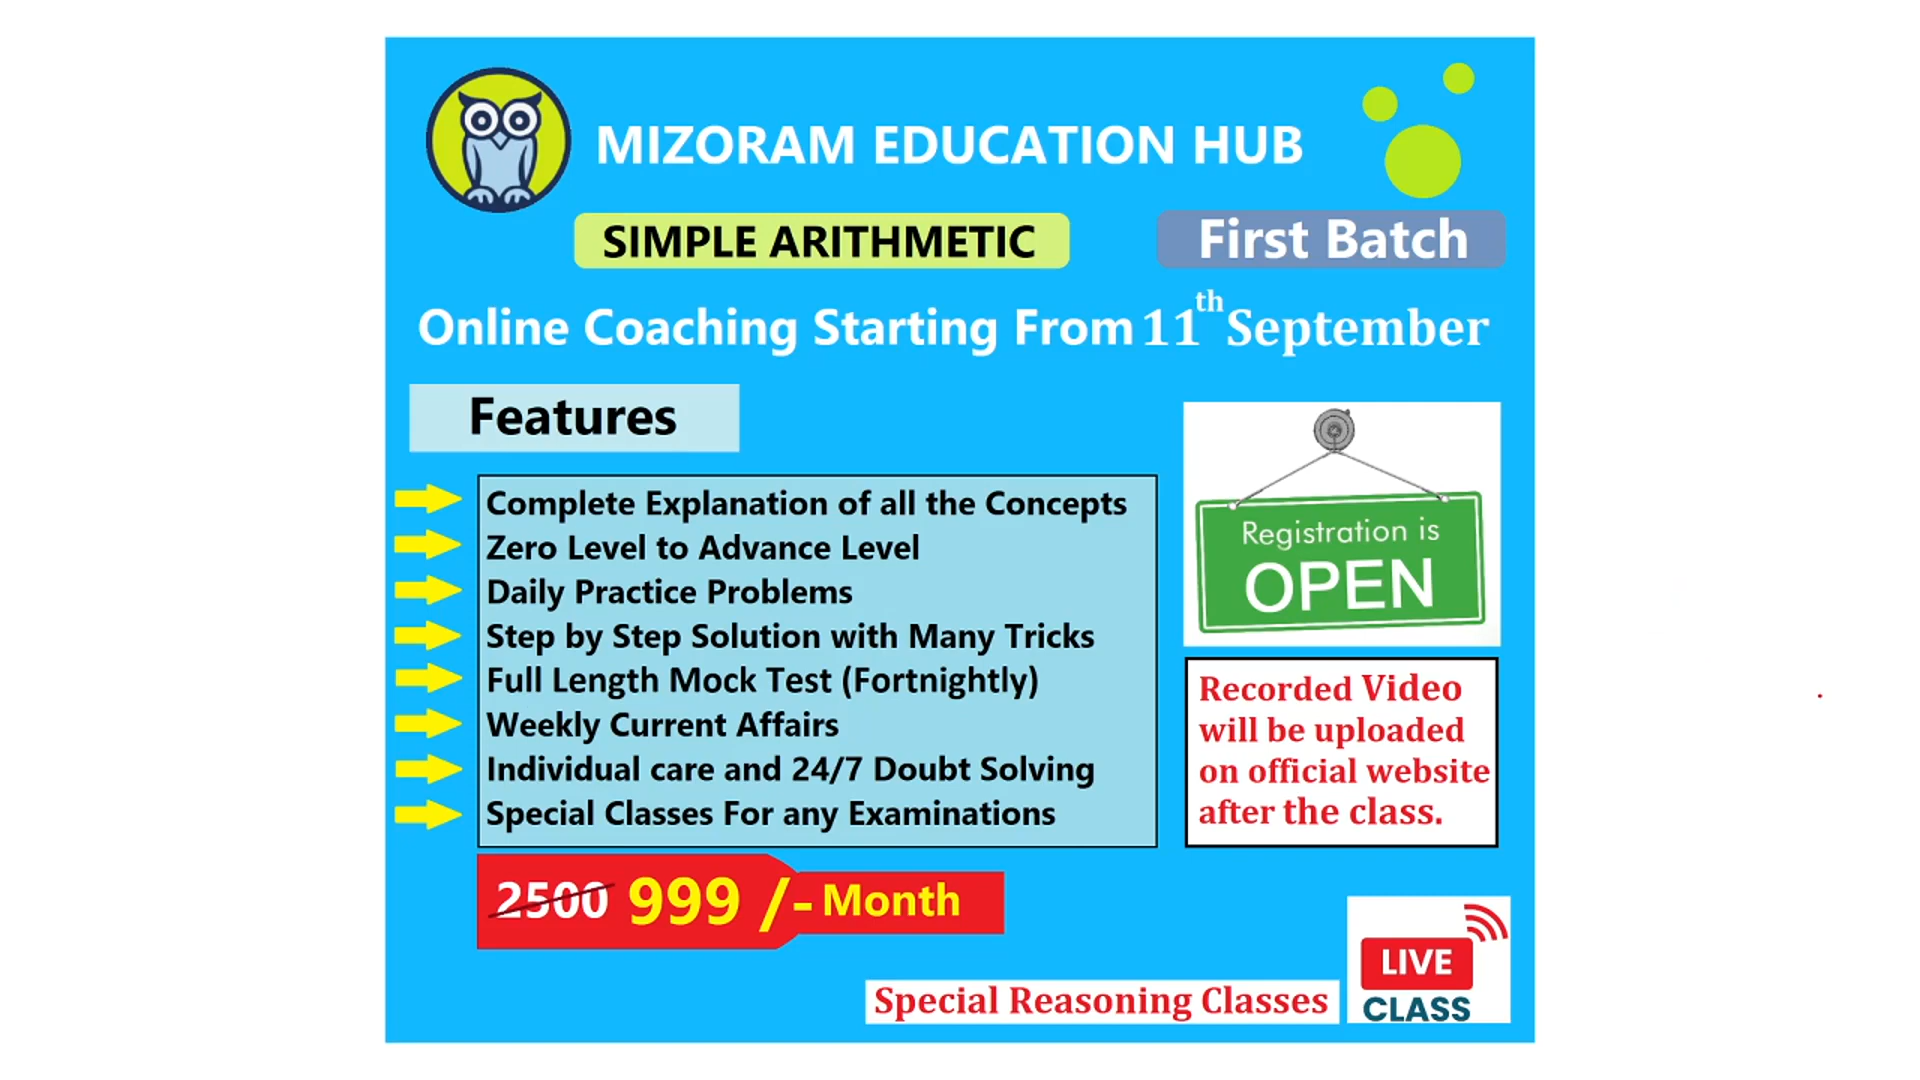 MIZORAM EDUCATION HUB
SIMPLE ARITHMETIC
First Batch
Online Coaching Starting From 11th September
Features
Complete Explanation of all the Concepts
Zero Level to Advance Level
Daily Practice Problems
Step by Step Solution with Many Tricks
Full Length Mock Test (Fortnightly)
Weekly Current Affairs
Individual care and 24/7 Doubt Solving
Special Classes For any Examinations
Registration is
OPEN
Recorded Video
will be uploaded
on official website
after the class.
2500 999 /- Month
Special Reasoning Classes
LIVE
CLASS